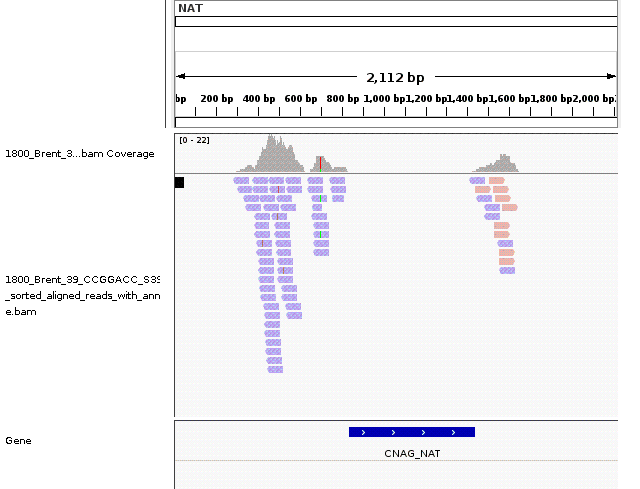 NAT
2,112 bp
bp 200 bp 400 bp 600 bp 800 bp 1,000 bp 1,200 bp 1,400 bp 1,600 bp 1,800 bp 2,000 bp
[0 - 22]
1800_Brent_3...bam Coverage
1800_Brent_39_CCGGACC_S39
_sorted_aligned_reads_with_ann
e.bam
Gene
CNAG_NAT